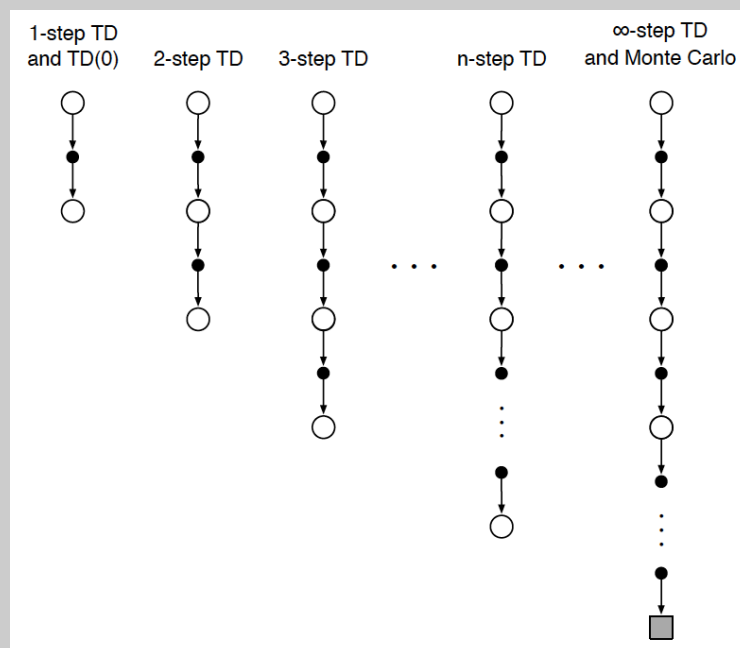 1-step TD
and TD(0)
2-step TD
3-step TD
n-step TD
∞-step TD
and Monte Carlo